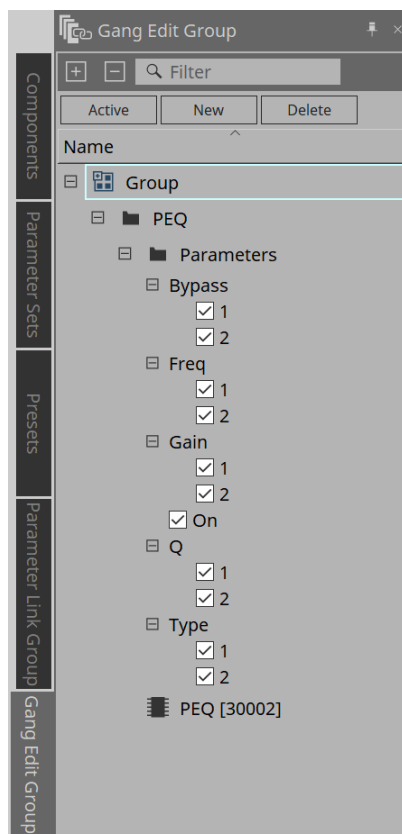 Gang Edit Group
Filter
Active New Delete
Name
Group
PEQ
Parameters
Bypass
1
2
Freq
1
2
Gain
1
2
On
Q
1
2
Type
1
2
PEQ [30002]
Components
Parameter Sets
Presets
Parameter Link Group
Gang Edit Group